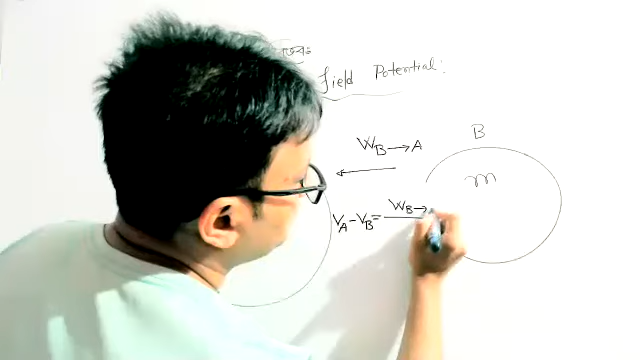 field Potential:
B
W_B → A
m
V_A - V_B = W_B →